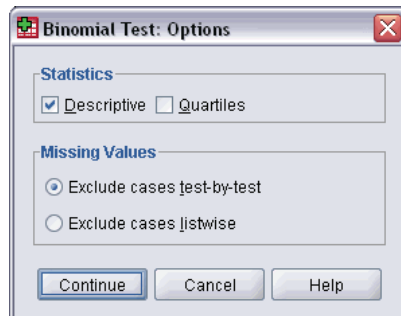 Binomial Test: Options
Statistics
Descriptive Quartiles
Missing Values
Exclude cases test-by-test
Exclude cases listwise
Continue Cancel Help